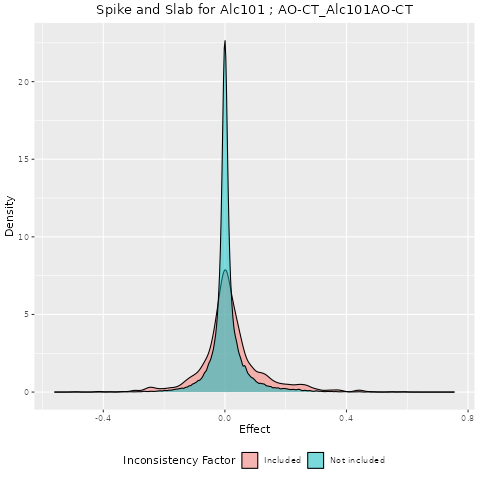 Spike and Slab for Alc101 ; AO-CT_Alc101AO-CT
Density
20
15
10
5
0
-0.4
0.0
0.4
0.8
Effect
Inconsistency Factor
Included
Not included